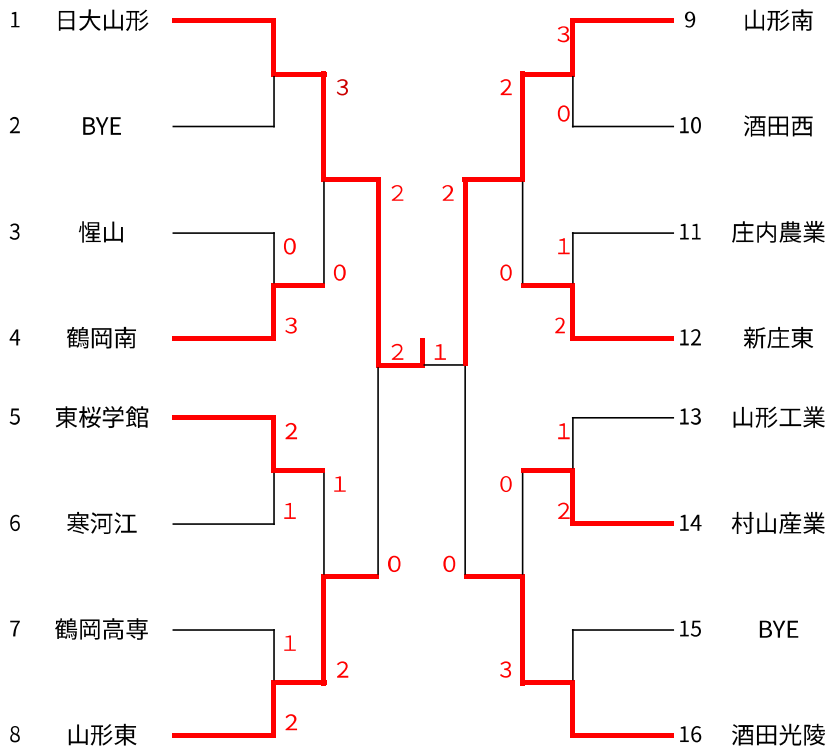 1 日大山形
9 山形南
3
3
2
0
2 BYE
10 酒田西
2
2
3 惺山
11 庄内農業
0
1
0
0
3
2
4 鶴岡南
12 新庄東
2
1
5 東桜学館
13 山形工業
2
1
1
0
1
2
6 寒河江
14 村山産業
0
0
7 鶴岡高専
15 BYE
1
2
3
2
8 山形東
16 酒田光陵